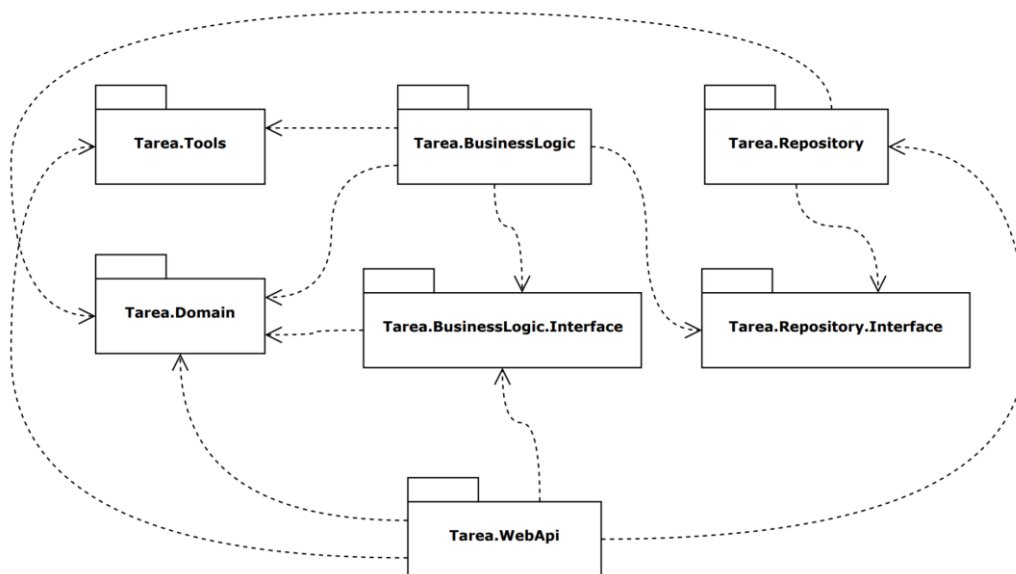 Tarea.Tools
Tarea.BusinessLogic
Tarea.Repository
Tarea.Domain
Tarea.BusinessLogic.Interface
Tarea.Repository.Interface
Tarea.WebApi